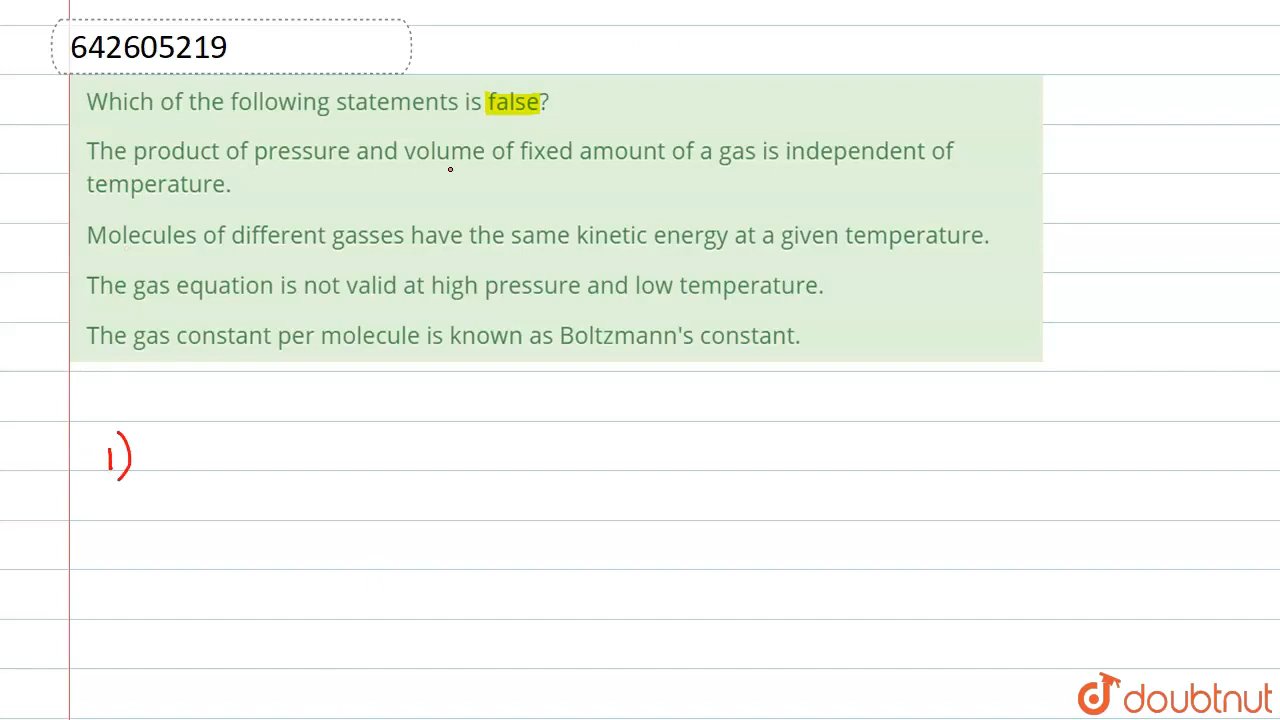 642605219
Which of the following statements is false?
The product of pressure and volume of fixed amount of a gas is independent of
temperature.
Molecules of different gasses have the same kinetic energy at a given temperature.
The gas equation is not valid at high pressure and low temperature.
The gas constant per molecule is known as Boltzmann's constant.
1)
doubtnut